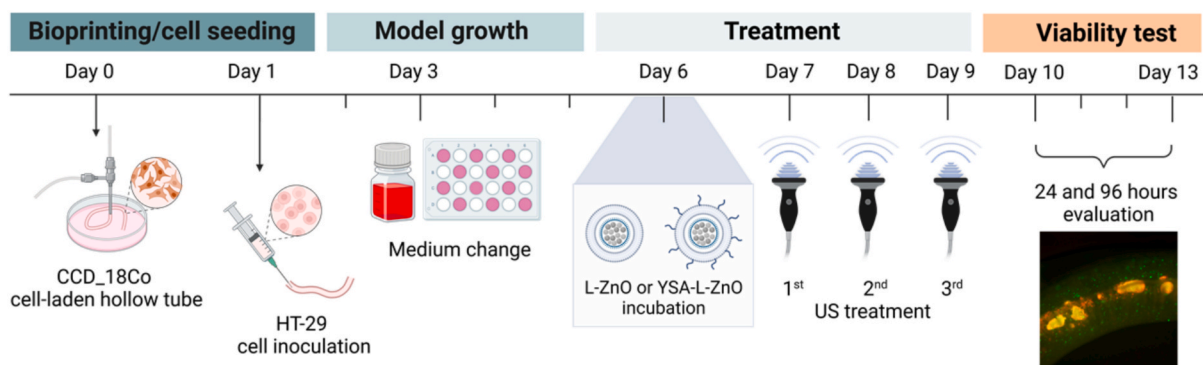 Bioprinting/cell seeding
Model growth
Treatment
Viability test
Day 0
Day 1
Day 3
Day 6
Day 7
Day 8
Day 9
Day 10
Day 13
CCD_18Co
cell-laden hollow tube
HT-29
cell inoculation
Medium change
L-ZnO or YSA-L-ZnO
incubation
1st
2nd
3rd
US treatment
24 and 96 hours
evaluation